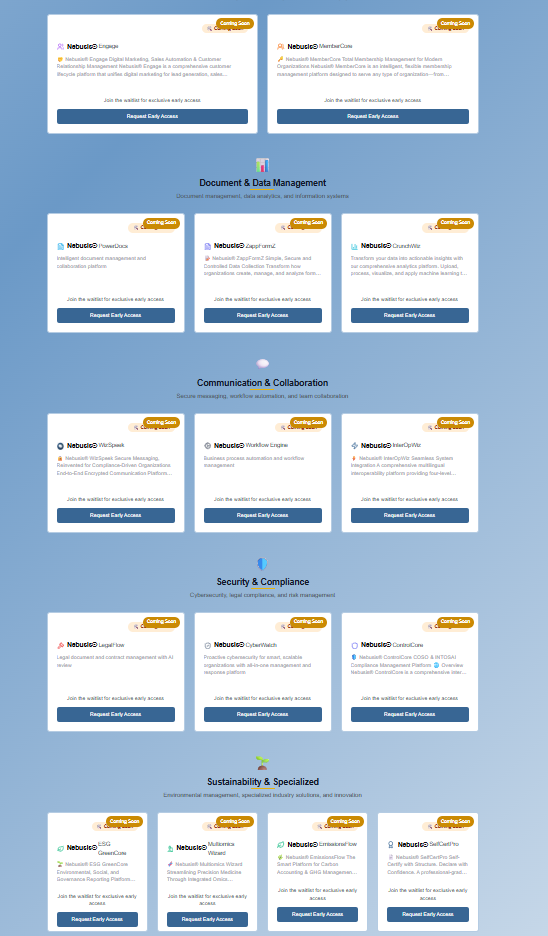 Coming Soon
Coming Soon
Nebusis® Engage
Nebusis® MemberCore
Nebusis® Engage Digital Marketing, Sales Automation & Customer
Relationship Management Nebusis® Engage is a comprehensive customer
lifecycle platform that unifies digital marketing for lead generation, sales...
Nebusis® MemberCore Total Membership Management for Modern
Organizations Nebusis® MemberCore is an intelligent, flexible membership
management platform designed to serve any type of organization—from...
Join the waitlist for exclusive early access
Join the waitlist for exclusive early access
Request Early Access
Request Early Access
Document & Data Management
Document management, data analytics, and information systems
Coming Soon
Coming Soon
Coming Soon
Nebusis® PowerDocs
Nebusis® ZappFormZ
Nebusis® CrunchWiz
Intelligent document management and
collaboration platform
Nebusis® ZappFormZ Simple, Secure and
Controlled Data Collection Transform how
organizations create, manage, and analyze form...
Transform your data into actionable insights with
our comprehensive analytics platform. Upload,
process, visualize, and apply machine learning t...
Join the waitlist for exclusive early access
Join the waitlist for exclusive early access
Join the waitlist for exclusive early access
Request Early Access
Request Early Access
Request Early Access
Communication & Collaboration
Secure messaging, workflow automation, and team collaboration
Coming Soon
Coming Soon
Coming Soon
Nebusis® WizSpeek
Nebusis® Workflow Engine
Nebusis® InterOpWiz
Nebusis® WizSpeek Secure Messaging,
Reinvented for Compliance-Driven Organizations
End-to-End Encrypted Communication Platform...
Business process automation and workflow
management
Nebusis® InterOpWiz Seamless System
Integration A comprehensive multilingual
interoperability platform providing four-level...
Join the waitlist for exclusive early access
Join the waitlist for exclusive early access
Join the waitlist for exclusive early access
Request Early Access
Request Early Access
Request Early Access
Security & Compliance
Cybersecurity, legal compliance, and risk management
Coming Soon
Coming Soon
Coming Soon
Nebusis® LegalFlow
Nebusis® CyberWatch
Nebusis® ControlCore
Legal document and contract management with AI
review
Proactive cybersecurity for smart, scalable
organizations with all-in-one management and
response platform
Nebusis® ControlCore COSO & INTOSAI
Compliance Management Platform Overview
Nebusis® ControlCore is a comprehensive inter...
Join the waitlist for exclusive early access
Join the waitlist for exclusive early access
Join the waitlist for exclusive early access
Request Early Access
Request Early Access
Request Early Access
Sustainability & Specialized
Environmental management, specialized industry solutions, and innovation
Coming Soon
Coming Soon
Coming Soon
Coming Soon
Nebusis® ESG
GreenCore
Nebusis® Multiomics
Wizard
Nebusis® EmissionsFlow
Nebusis® SelfCertPro
Nebusis® ESG GreenCore
Environmental, Social, and
Governance Reporting Platform...
Nebusis® Multiomics Wizard
Streamlining Precision Medicine
Through Integrated Omics...
Nebusis® EmissionsFlow The
Smart Platform for Carbon
Accounting & GHG Managemen...
Nebusis® SelfCertPro Self-
Certify with Structure. Declare with
Confidence. A professional-grad...
Join the waitlist for exclusive early
access
Join the waitlist for exclusive early
access
Join the waitlist for exclusive early
access
Join the waitlist for exclusive early
access
Request Early Access
Request Early Access
Request Early Access
Request Early Access